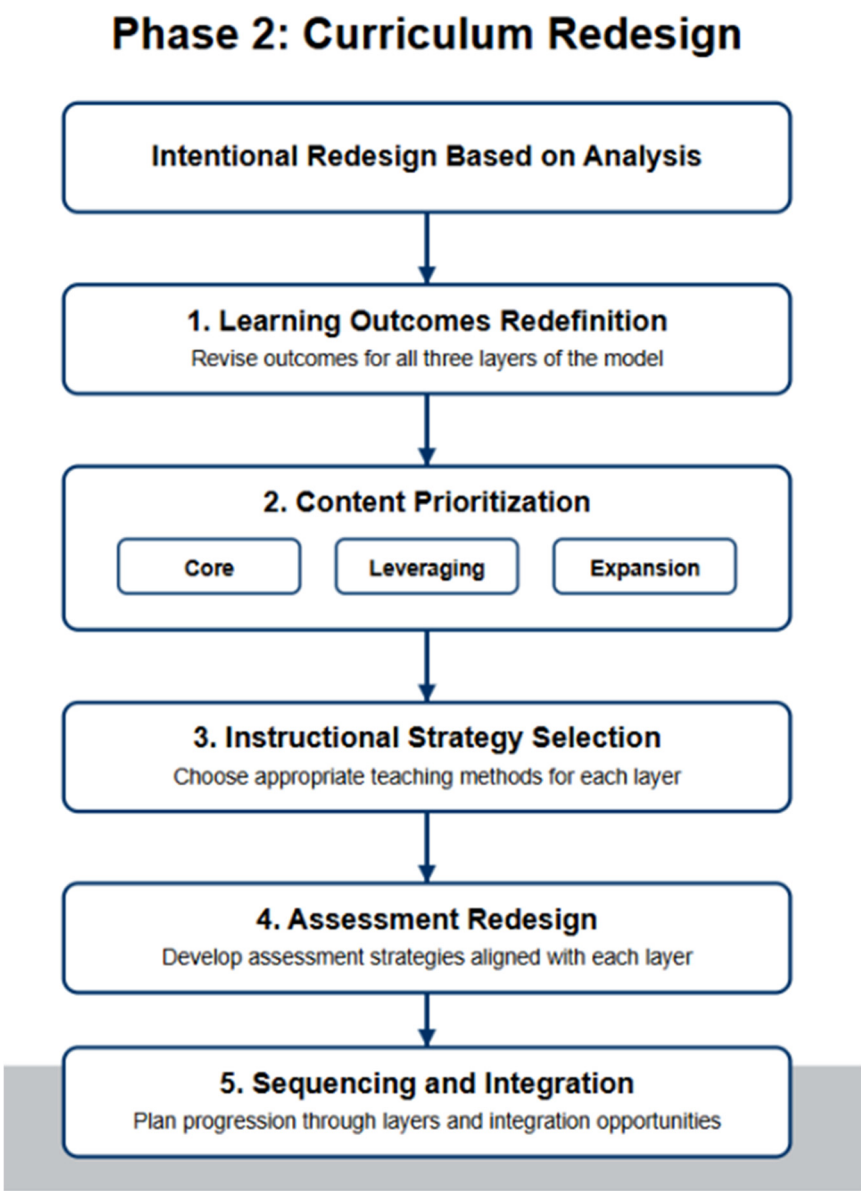 Phase 2: Curriculum Redesign
Intentional Redesign Based on Analysis
1. Learning Outcomes Redefinition
Revise outcomes for all three layers of the model
2. Content Prioritization
Core
Leveraging
Expansion
3. Instructional Strategy Selection
Choose appropriate teaching methods for each layer
4. Assessment Redesign
Develop assessment strategies aligned with each layer
5. Sequencing and Integration
Plan progression through layers and integration opportunities